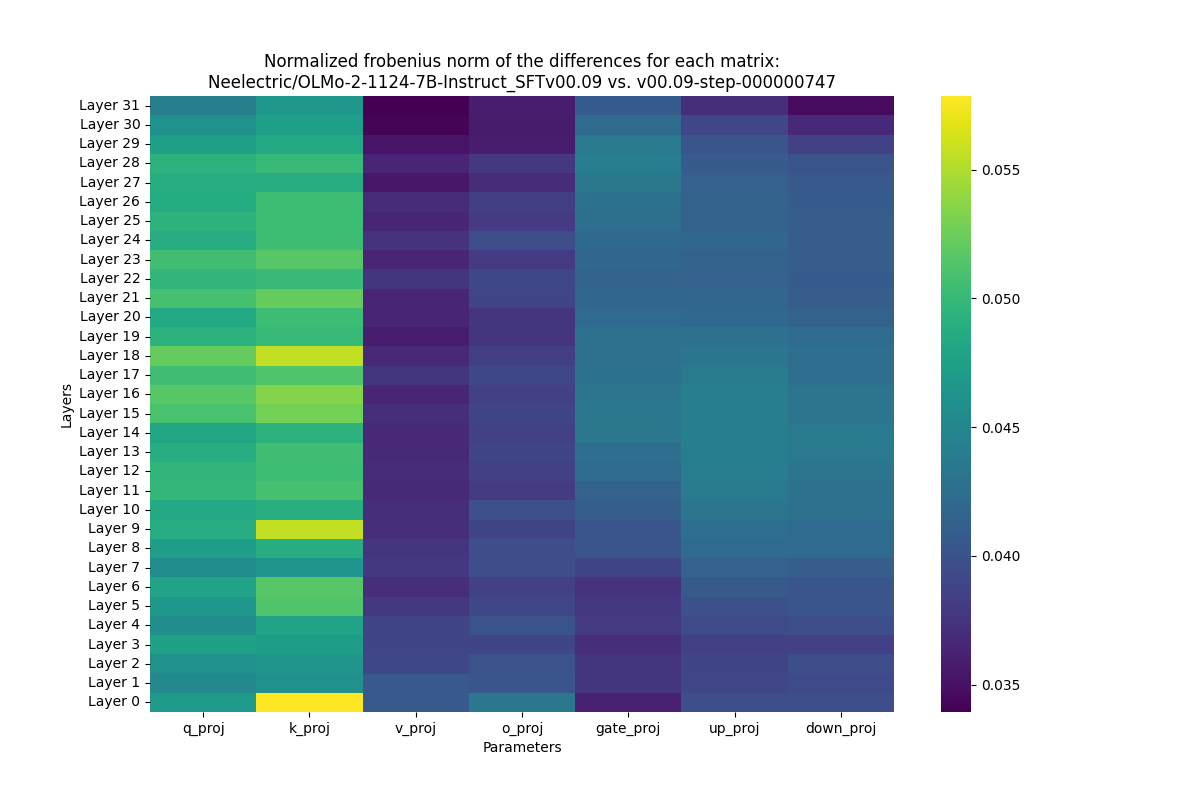 Normalized frobenius norm of the differences for each matrix:
Neelectric/OLMo-2-1124-7B-Instruct_SFTv00.09 vs. v00.09-step-000000747
Layers
Layer 31
Layer 30
Layer 29
Layer 28
Layer 27
Layer 26
Layer 25
Layer 24
Layer 23
Layer 22
Layer 21
Layer 20
Layer 19
Layer 18
Layer 17
Layer 16
Layer 15
Layer 14
Layer 13
Layer 12
Layer 11
Layer 10
Layer 9
Layer 8
Layer 7
Layer 6
Layer 5
Layer 4
Layer 3
Layer 2
Layer 1
Layer 0
q_proj k_proj v_proj o_proj gate_proj up_proj down_proj
Parameters
0.055
0.050
0.045
0.040
0.035